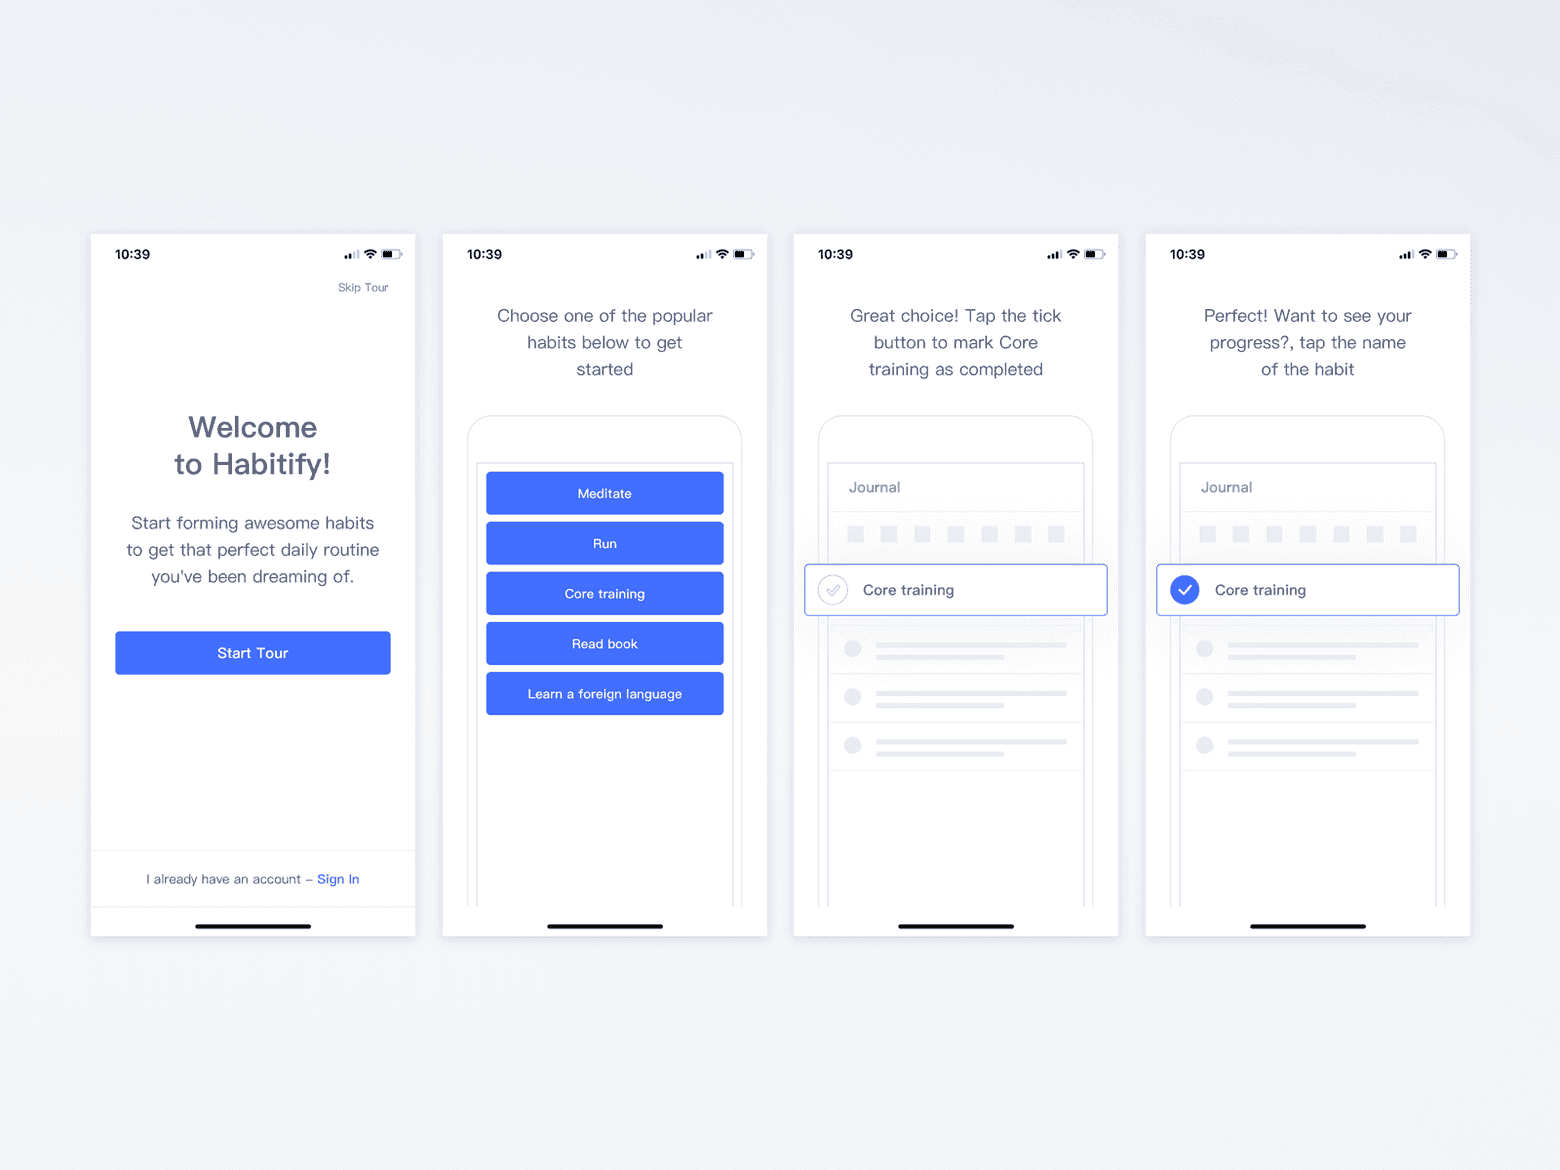 10:39
Skip Tour
Welcome
to Habitify!
Start forming awesome habits
to get that perfect daily routine
you've been dreaming of.
Start Tour
I already have an account – Sign In
10:39
Choose one of the popular
habits below to get
started
Meditate
Run
Core training
Read book
Learn a foreign language
10:39
Great choice! Tap the tick
button to mark Core
training as completed
Journal
Core training
10:39
Perfect! Want to see your
progress?, tap the name
of the habit
Journal
Core training